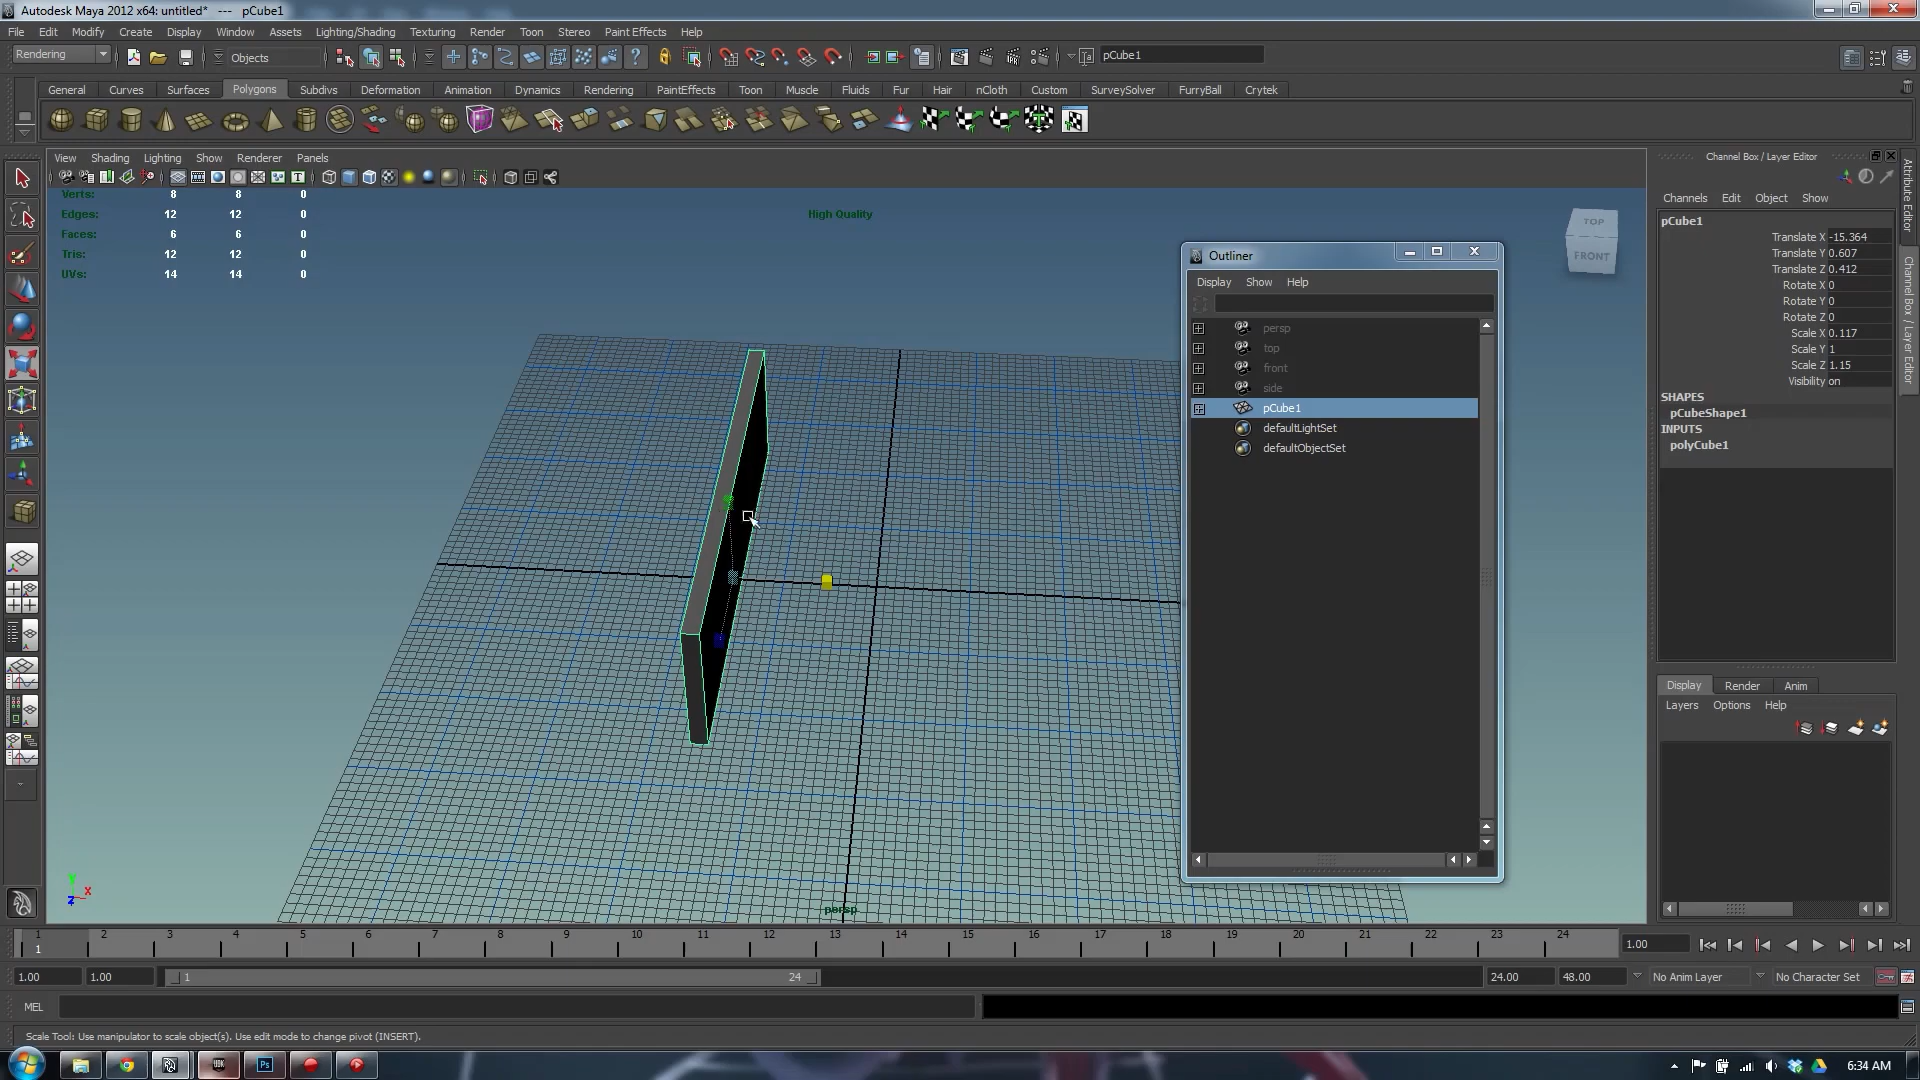 Autodesk Maya 2012 x64: untitled* --- pCube1
File Edit Modify Create Display Window Assets Lighting/Shading Texturing Render Toon Stereo Paint Effects Help
Rendering Objects pCube1
General Curves Surfaces Polygons Subdivs Deformation Animation Dynamics Rendering PaintEffects Toon Muscle Fluids Fur Hair nCloth Custom SurveySolver FurryBall Crytek
View Shading Lighting Show Renderer Panels
Verts: 8 8 0
Edges: 12 12 0
Faces: 6 6 0
Tris: 12 12 0
UVs: 14 14 0
High Quality
TOP
FRONT
persp
Outliner
Display Show Help
persp
top
front
side
pCube1
defaultLightSet
defaultObjectSet
Channel Box / Layer Editor
Channels Edit Object Show
pCube1
Translate X -15.364
Translate Y 0.607
Translate Z 0.412
Rotate X 0
Rotate Y 0
Rotate Z 0
Scale X 0.117
Scale Y 1
Scale Z 1.15
Visibility on
SHAPES
pCubeShape1
INPUTS
polyCube1
Attribute Editor
Channel Box / Layer Editor
Display Render Anim
Layers Options Help
y
x
z
1 2 3 4 5 6 7 8 9 10 11 12 13 14 15 16 17 18 19 20 21 22 23 24
1
1.00
1.00 1.00 1 24 24.00 48.00 No Anim Layer No Character Set
MEL
Scale Tool: Use manipulator to scale object(s). Use edit mode to change pivot (INSERT).
Ps
6:34 AM